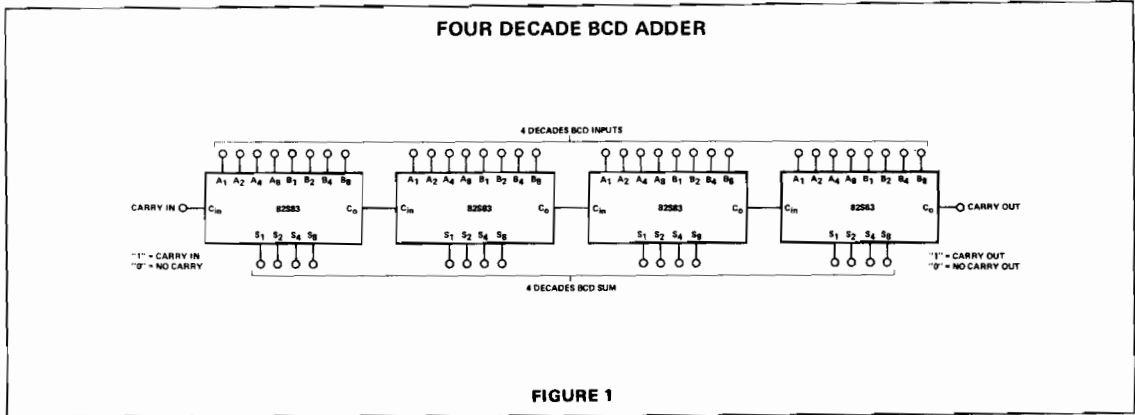 FOUR DECADE BCD ADDER
4 DECADES BCD INPUTS
A1 A2 A4 A8 B1 B2 B4 B8 A1 A2 A4 A8 B1 B2 B4 B8 A1 A2 A4 A8 B1 B2 B4 B8 A1 A2 A4 A8 B1 B2 B4 B8
CARRY IN Cin 82S83 Co Cin 82S83 Co Cin 82S83 Co Cin 82S83 Co CARRY OUT
S1 S2 S4 S8 S1 S2 S4 S8 S1 S2 S4 S8 S1 S2 S4 S8
"1" = CARRY IN "1" = CARRY OUT
"0" = NO CARRY "0" = NO CARRY OUT
4 DECADES BCD SUM
FIGURE 1